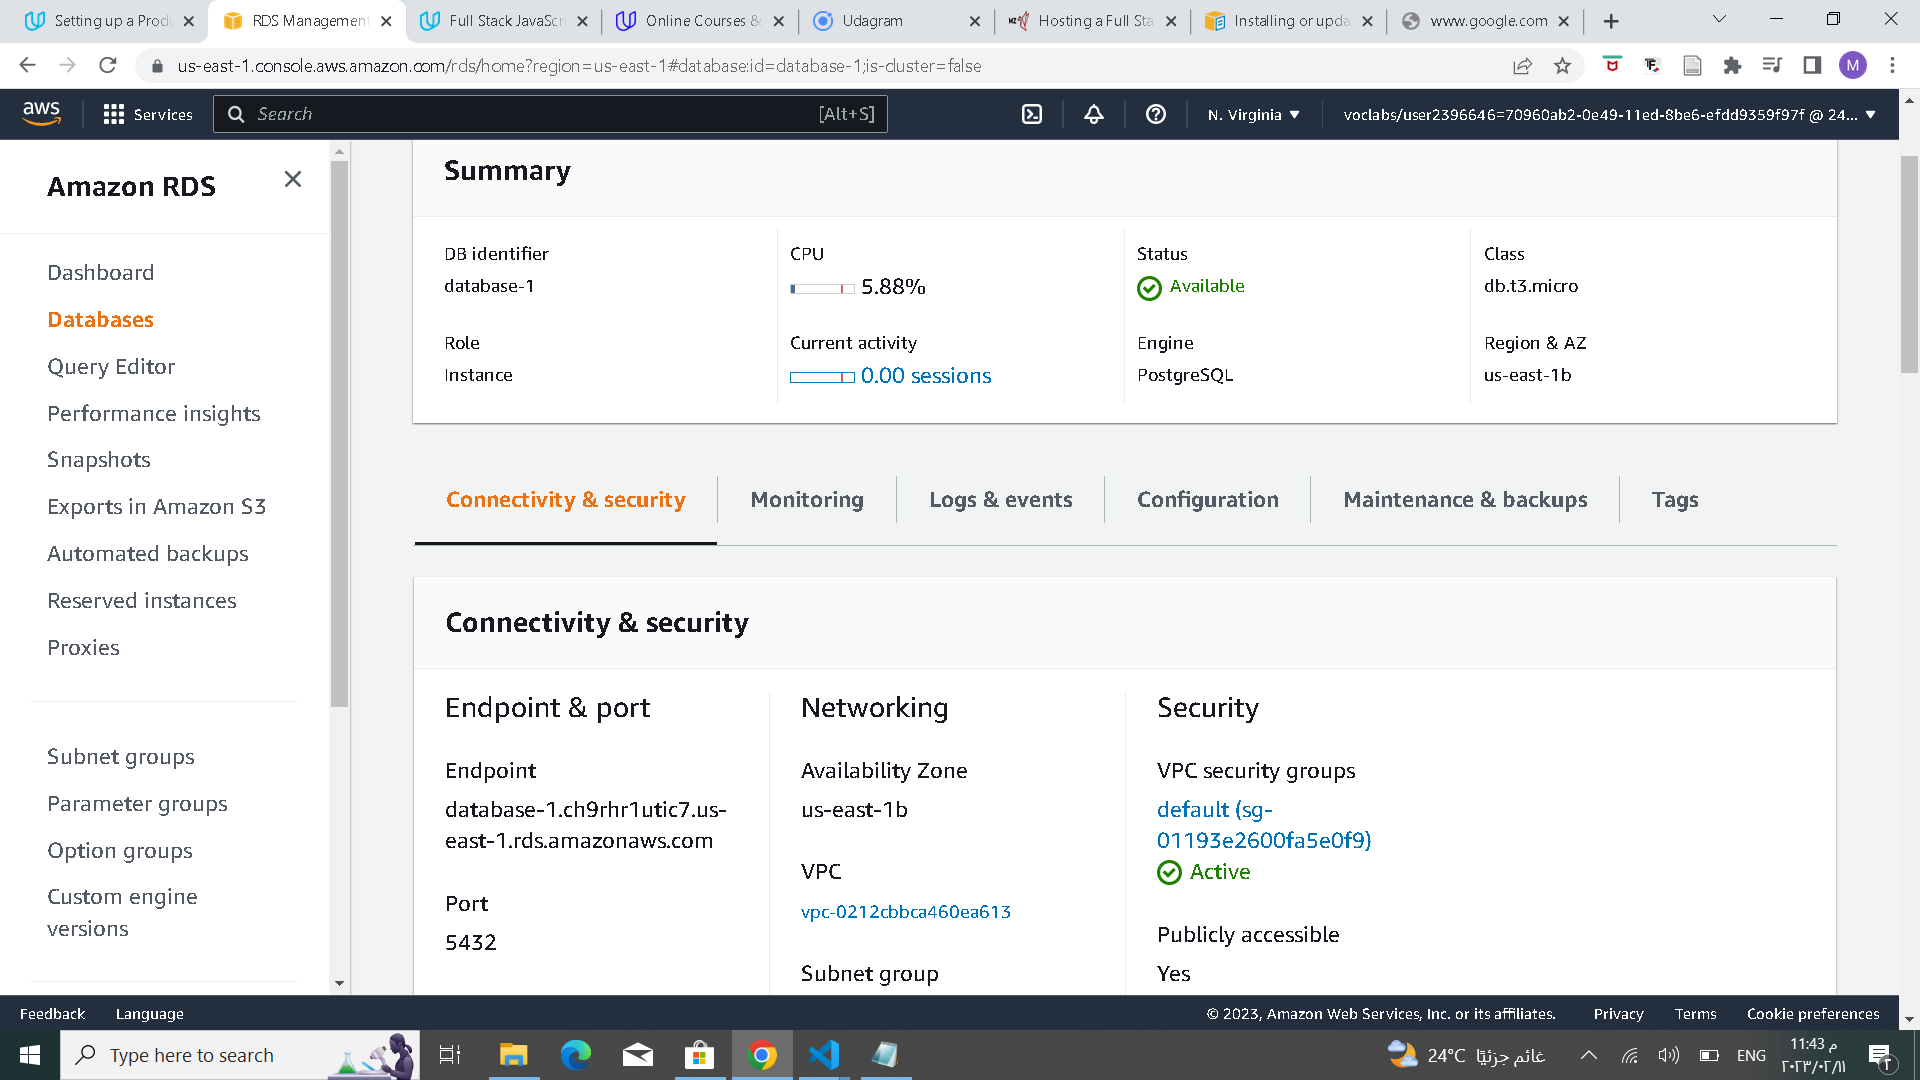 Setting up a Produ
RDS Management
Full Stack JavaScri
Online Courses &
Udagram
Hosting a Full Sta
Installing or upda
www.google.com
us-east-1.console.aws.amazon.com/rds/home?region=us-east-1#database:id=database-1;is-cluster=false
M
aws
Services
Search
[Alt+S]
N. Virginia
voclabs/user2396646=70960ab2-0e49-11ed-8be6-efdd9359f97f @ 24...
Amazon RDS
Dashboard
Databases
Query Editor
Performance insights
Snapshots
Exports in Amazon S3
Automated backups
Reserved instances
Proxies
Subnet groups
Parameter groups
Option groups
Custom engine
versions
Summary
DB identifier
database-1
CPU
5.88%
Status
Available
Class
db.t3.micro
Role
Instance
Current activity
0.00 sessions
Engine
PostgreSQL
Region & AZ
us-east-1b
Connectivity & security
Monitoring
Logs & events
Configuration
Maintenance & backups
Tags
Connectivity & security
Endpoint & port
Endpoint
database-1.ch9rhr1utic7.us-
east-1.rds.amazonaws.com
Port
5432
Networking
Availability Zone
us-east-1b
VPC
vpc-0212cbbca460ea613
Subnet group
Security
VPC security groups
default (sg-
01193e2600fa5e0f9)
Active
Publicly accessible
Yes
Feedback
Language
© 2023, Amazon Web Services, Inc. or its affiliates.
Privacy
Terms
Cookie preferences
Type here to search
24°C غائم جزئيًا
ENG
11:43 م
٢٠٢٣/٠٢/١١
٢